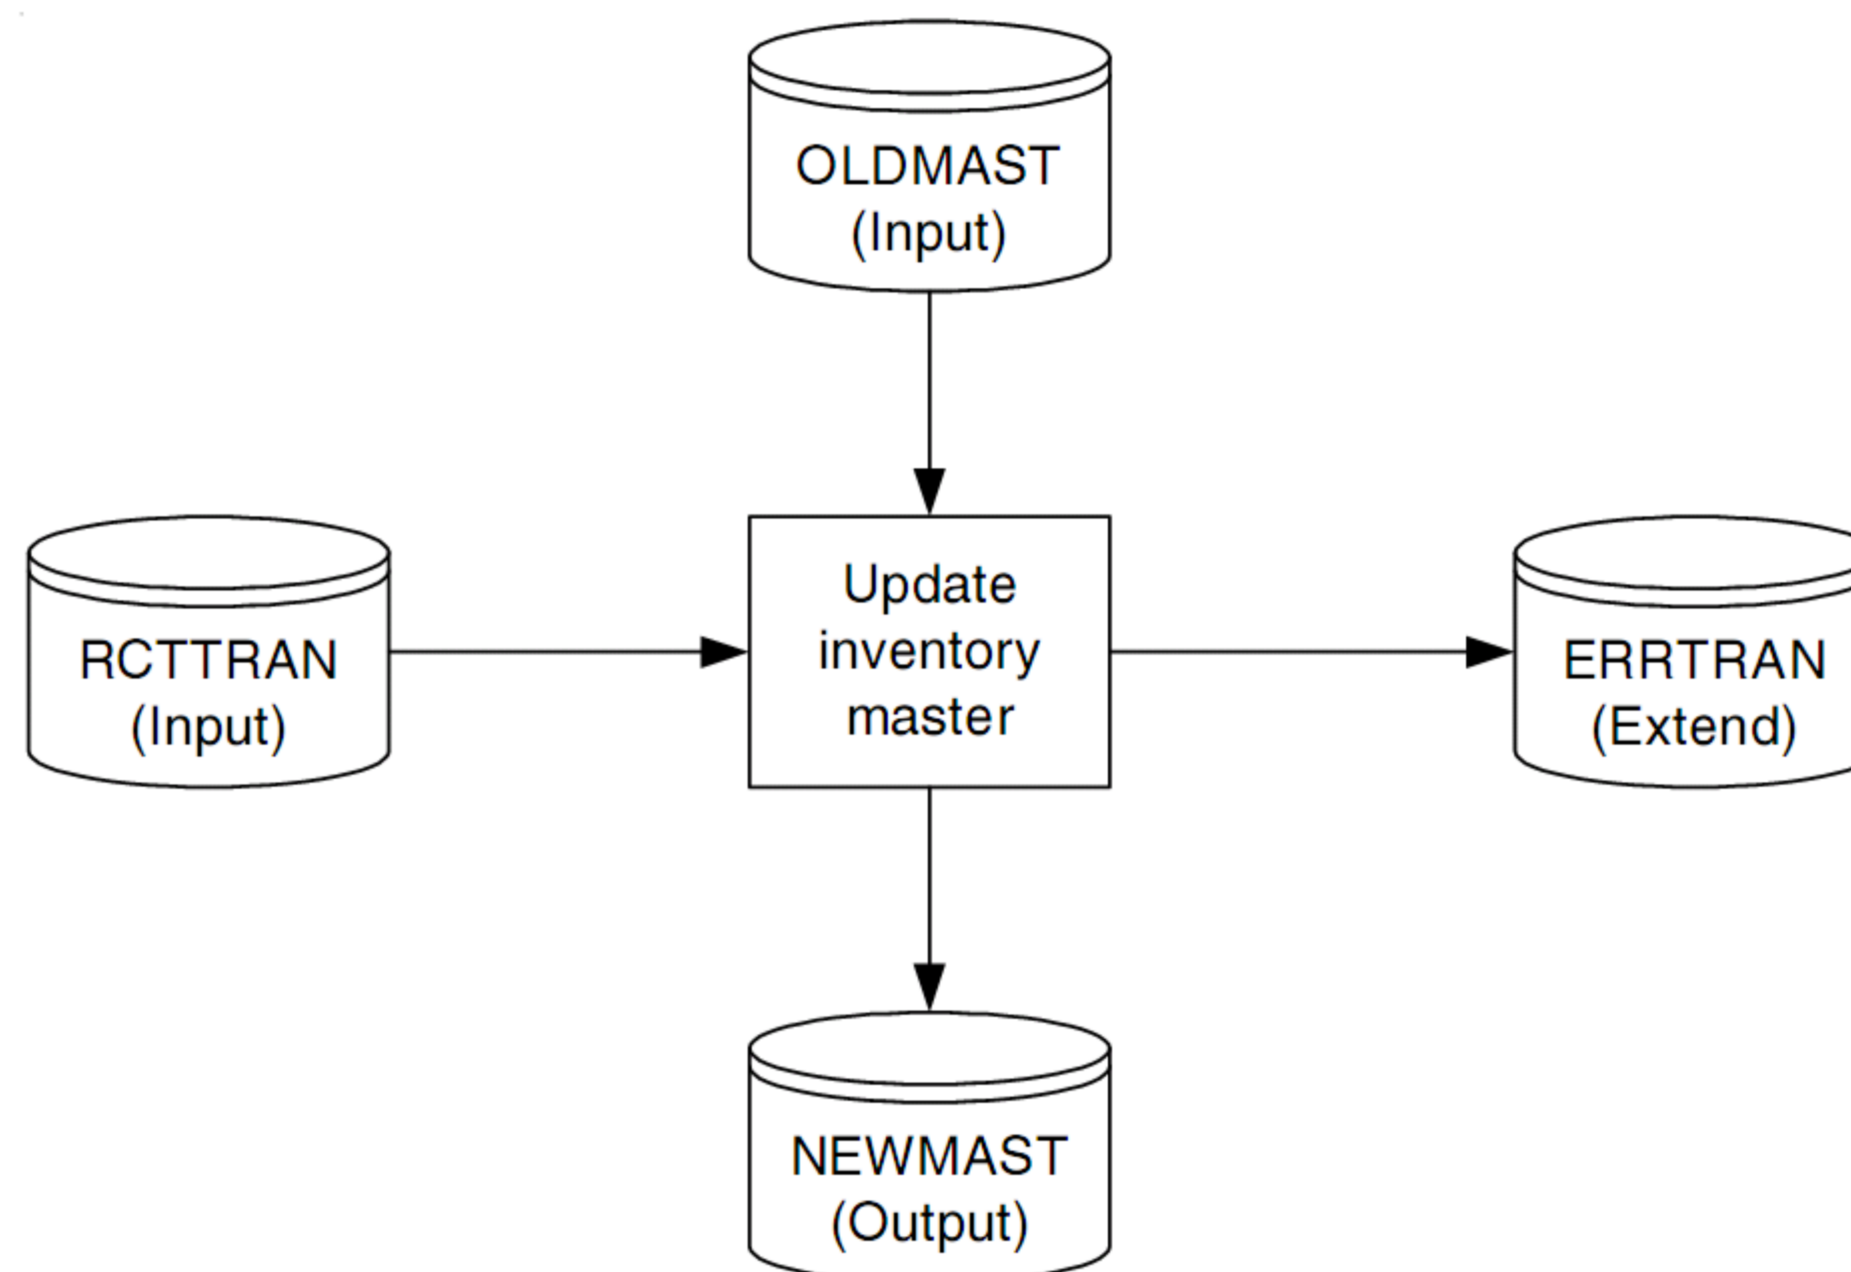 OLDMAST
(Input)
RCTTRAN
(Input)
Update
inventory
master
ERRTRAN
(Extend)
NEWMAST
(Output)